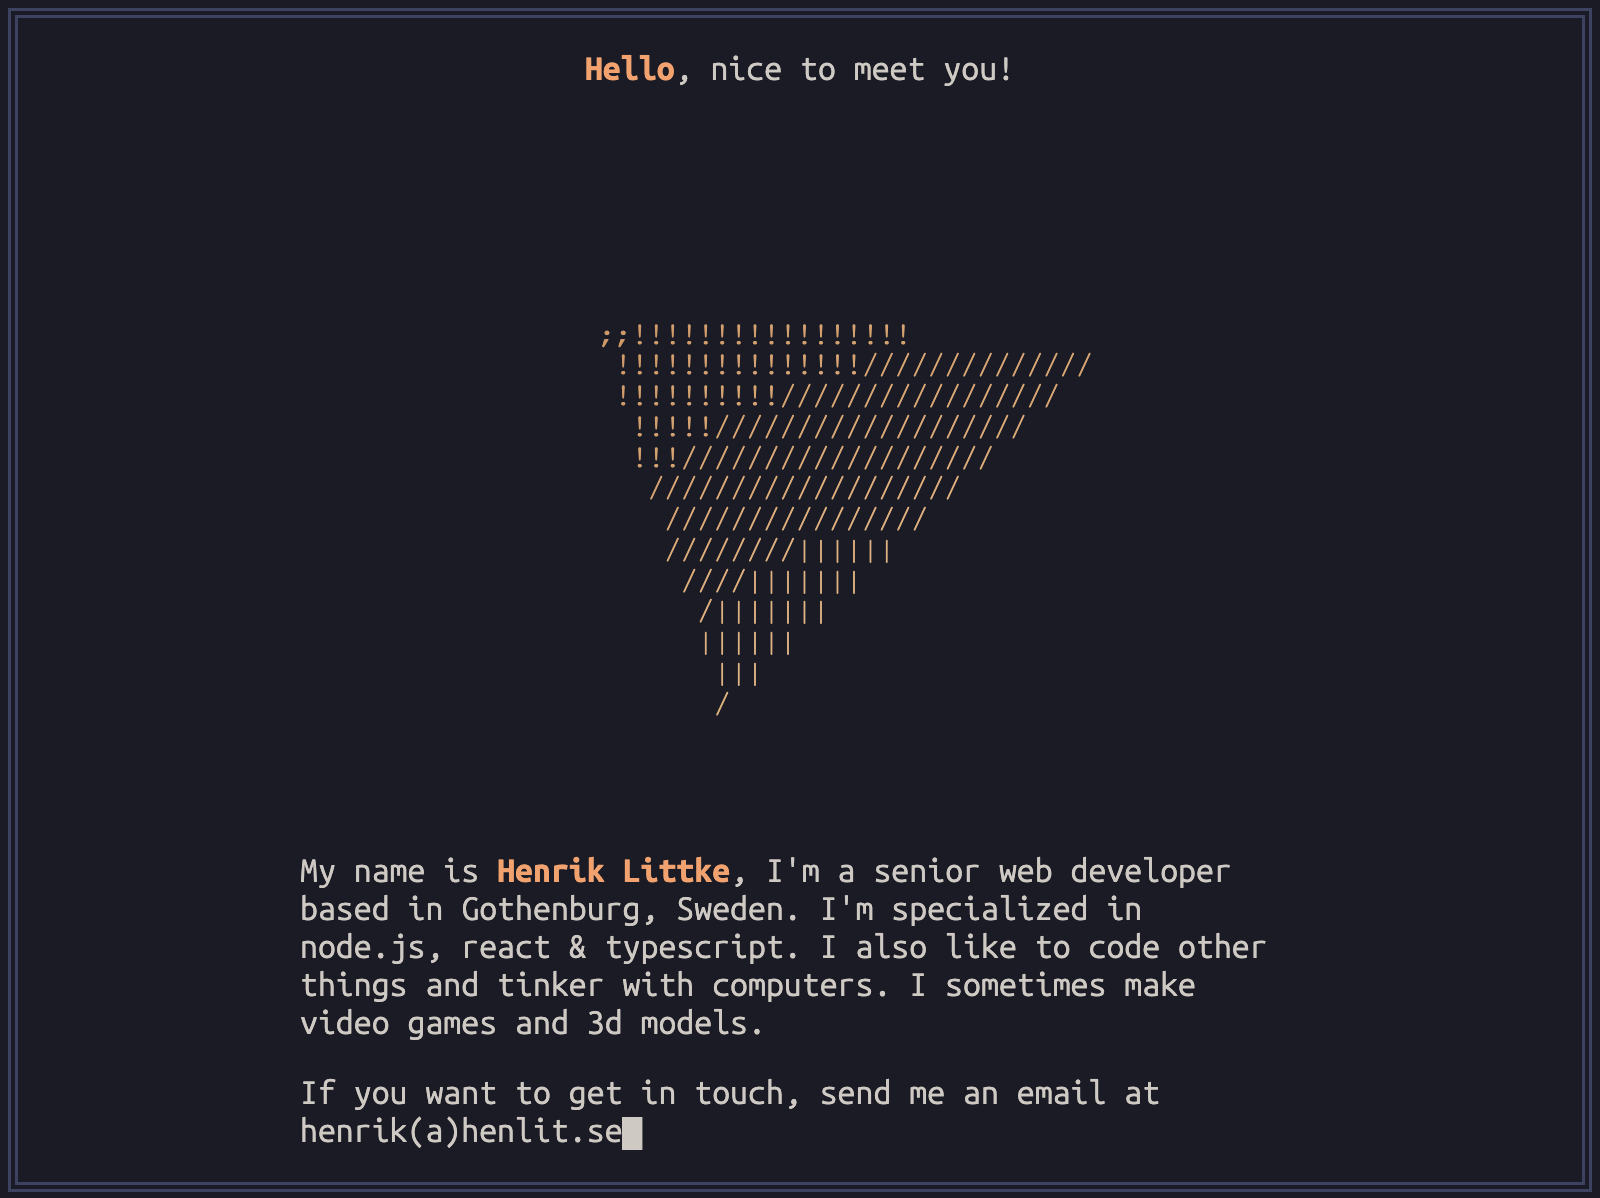 Hello, nice to meet you!
;;!!!!!!!!!!!!!!!!!
!!!!!!!!!!!!!!!//////////////
!!!!!!!!!!/////////////////
!!!!!///////////////////
!!!///////////////////
///////////////////
////////////////
////////||||||
////|||||||
/|||||||
||||||
|||
/
My name is Henrik Littke, I'm a senior web developer
based in Gothenburg, Sweden. I'm specialized in
node.js, react & typescript. I also like to code other
things and tinker with computers. I sometimes make
video games and 3d models.
If you want to get in touch, send me an email at
henrik(a)henlit.se